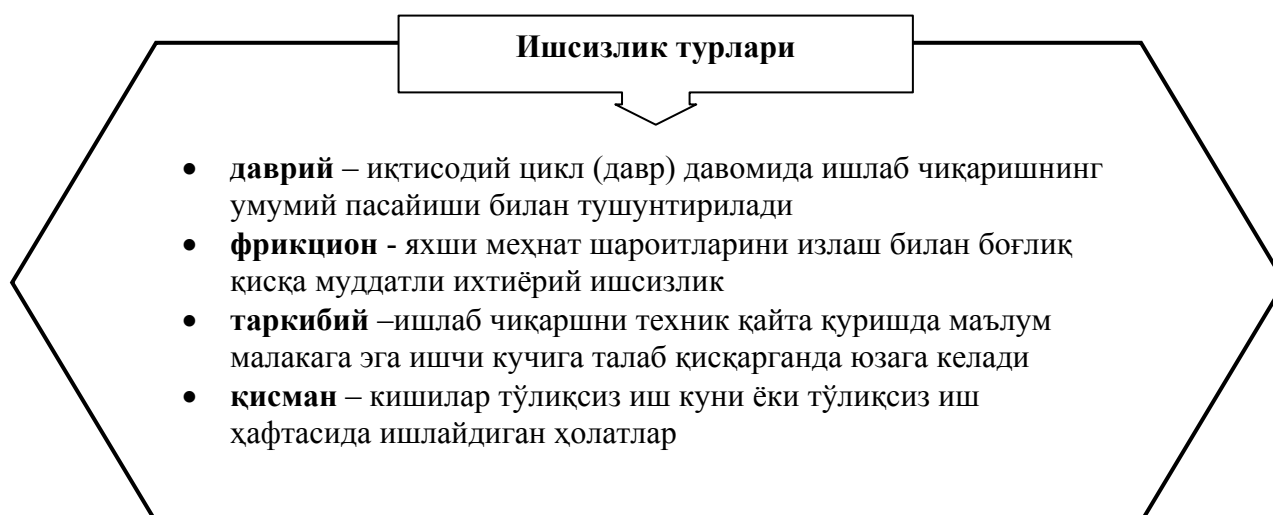 Ишсизлик турлари
• даврий – иқтисодий цикл (давр) давомида ишлаб чиқаришнинг
умумий пасайиши билан тушунтирилади
• фрикцион - яхши меҳнат шароитларини излаш билан боғлиқ
қисқа муддатли ихтиёрий ишсизлик
• таркибий –ишлаб чиқаршни техник қайта қуришда маълум
малакага эга ишчи кучига талаб қисқарганда юзага келади
• қисман – кишилар тўлиқсиз иш куни ёки тўлиқсиз иш
ҳафтасида ишлайдиган ҳолатлар